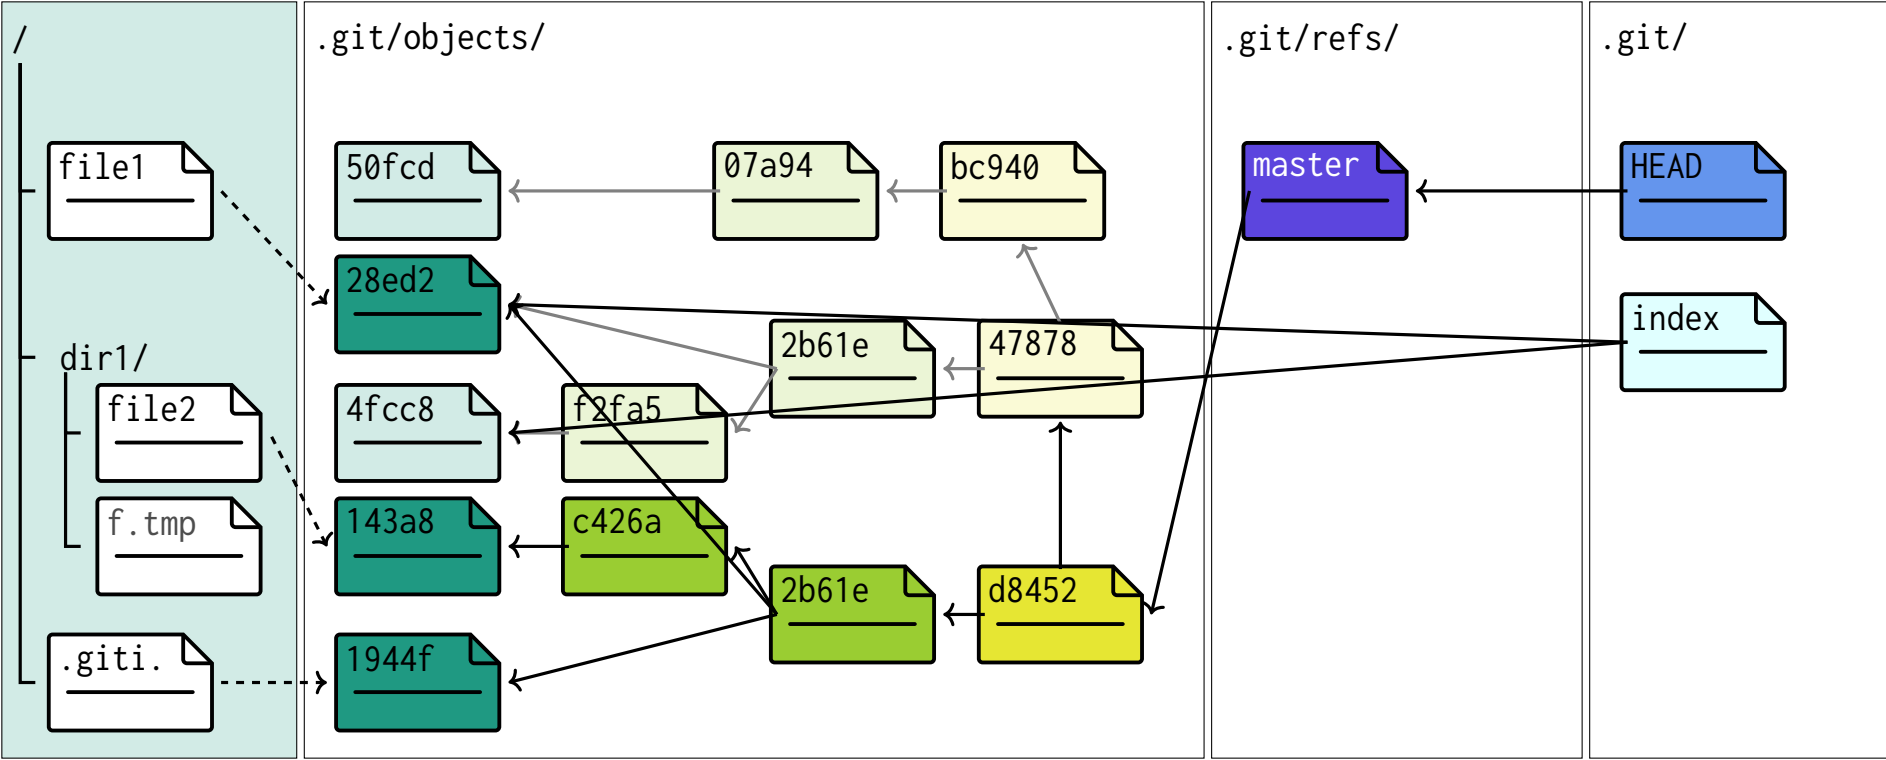 /
.git/objects/
.git/refs/
.git/
file1
50fcd
07a94
bc940
master
HEAD
28ed2
index
dir1/
2b61e
47878
file2
4fcc8
f2fa5
f.tmp
143a8
c426a
2b61e
d8452
.giti.
1944f